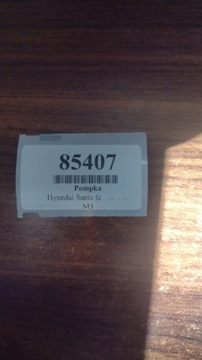 85407
Pompka
Hyundai Santa fe
M3